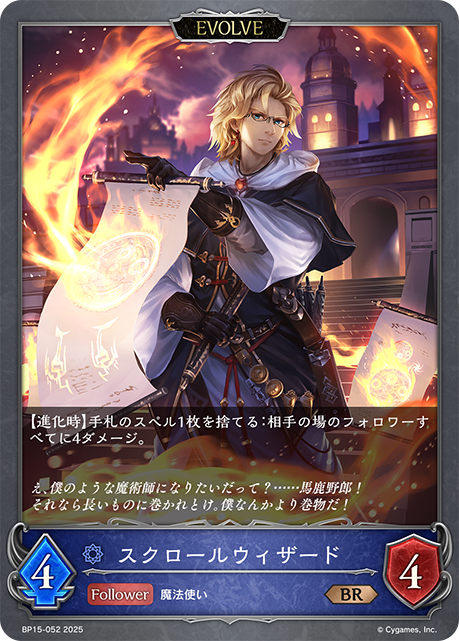 EVOLVE
【進化時】手札のスペル1枚を捨てる：相手の場のフォロワーす
べてに4ダメージ。
え、僕のような魔術師になりたいだって？……馬鹿野郎！
それなら長いものに巻かれとけ。僕なんかより巻物だ！
4
スクロールウィザード
4
Follower 魔法使い
BR
BP15-052 2025
© Cygames, Inc.